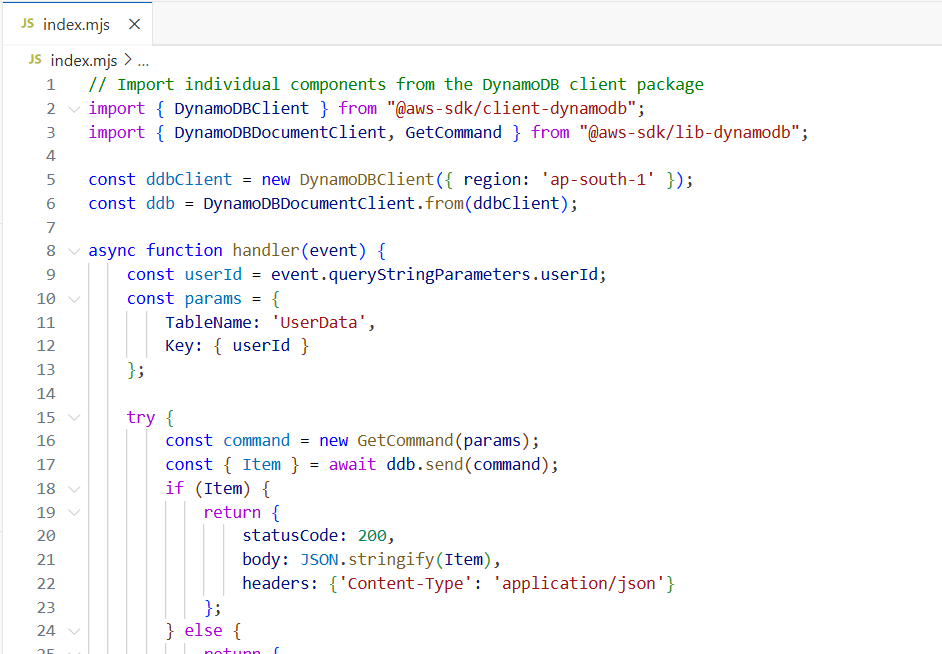 JS index.mjs ×
JS index.mjs > ...
1 // Import individual components from the DynamoDB client package
2 import { DynamoDBClient } from "@aws-sdk/client-dynamodb";
3 import { DynamoDBDocumentClient, GetCommand } from "@aws-sdk/lib-dynamodb";
4
5 const ddbClient = new DynamoDBClient({ region: 'ap-south-1' });
6 const ddb = DynamoDBDocumentClient.from(ddbClient);
7
8 async function handler(event) {
9 const userId = event.queryStringParameters.userId;
10 const params = {
11 TableName: 'UserData',
12 Key: { userId }
13 };
14
15 try {
16 const command = new GetCommand(params);
17 const { Item } = await ddb.send(command);
18 if (Item) {
19 return {
20 statusCode: 200,
21 body: JSON.stringify(Item),
22 headers: {'Content-Type': 'application/json'}
23 };
24 } else {
25 return {